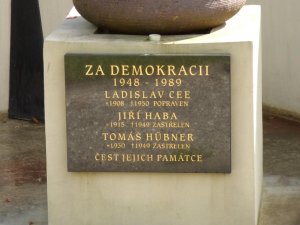 ZA DEMOKRACII
1948 - 1989
LADISLAV CEE
*1908 †1950 POPRAVEN
JIŘÍ HABA
*1915 †1949 ZASTŘELEN
TOMÁŠ HÜBNER
*1930 †1949 ZASTŘELEN
ČEST JEJICH PAMÁTCE